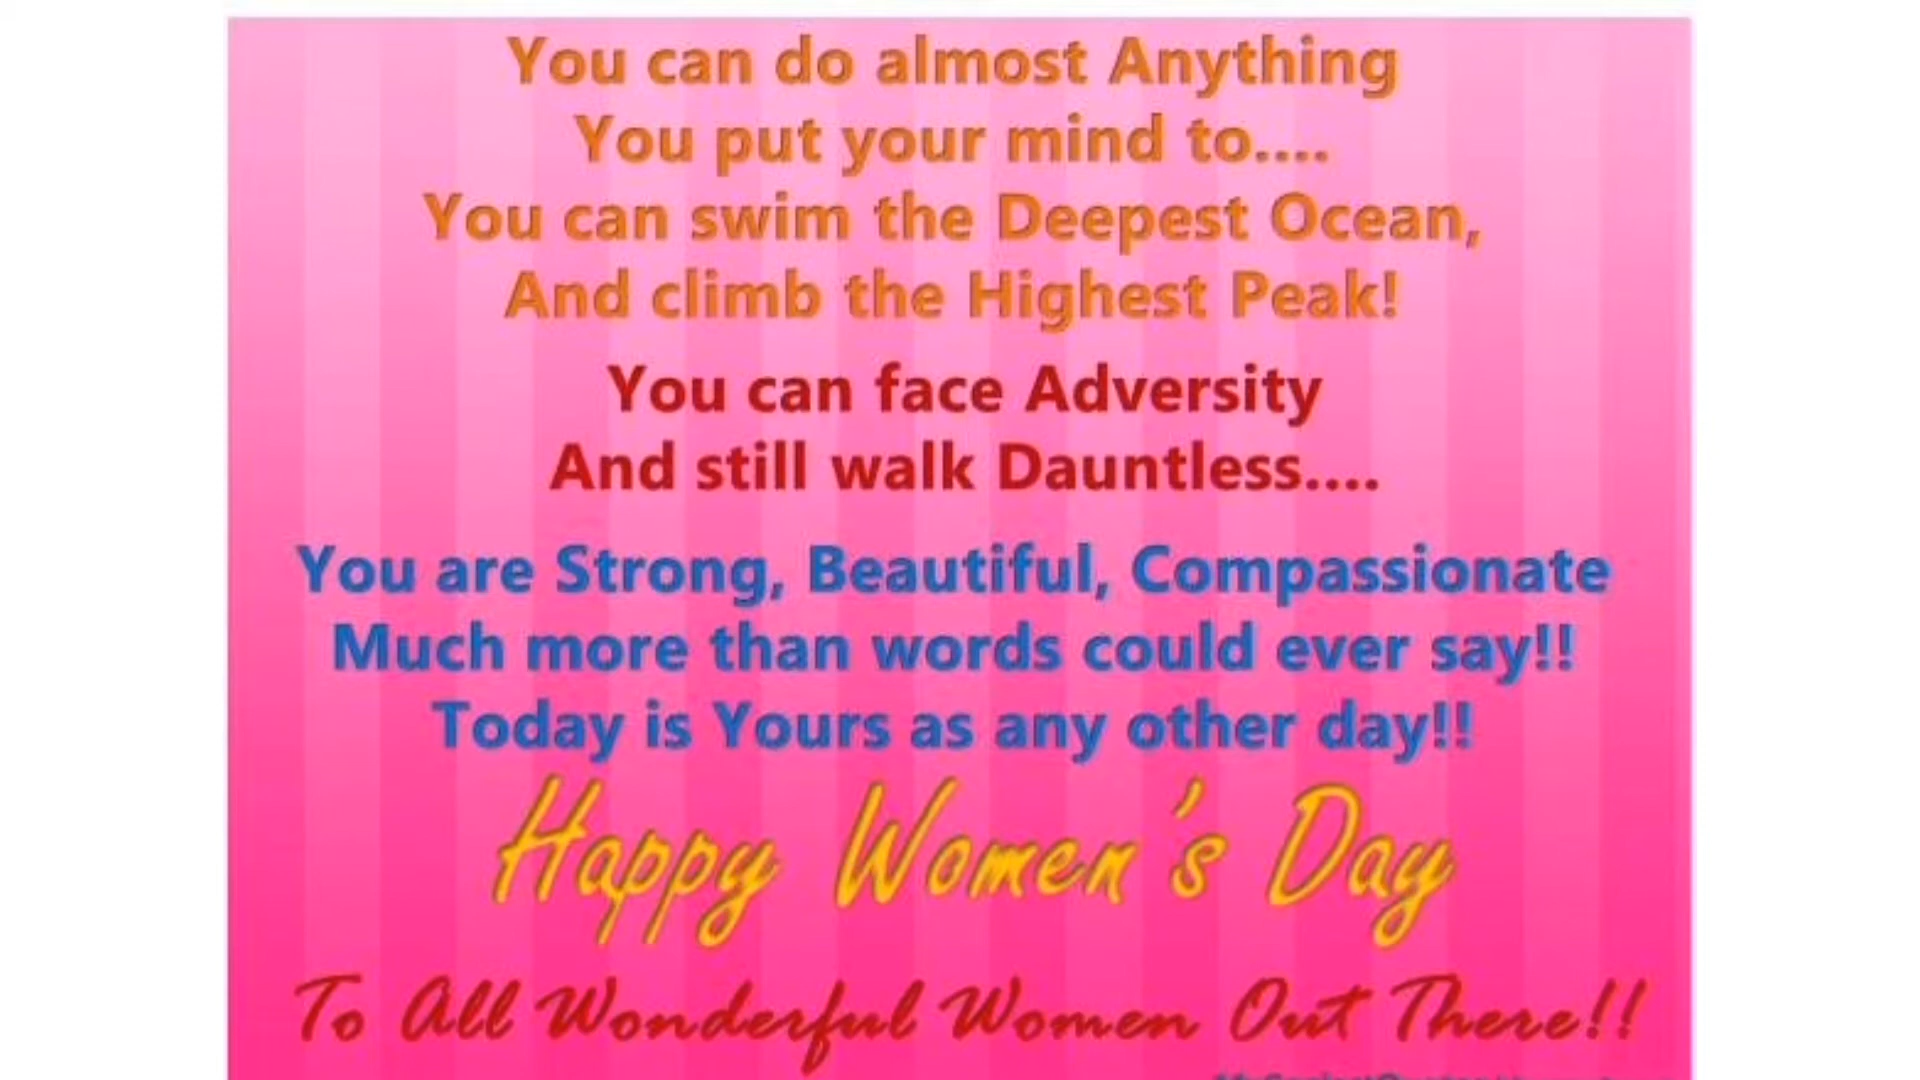 You can do almost Anything
You put your mind to....
You can swim the Deepest Ocean,
And climb the Highest Peak!
You can face Adversity
And still walk Dauntless....
You are Strong, Beautiful, Compassionate
Much more than words could ever say!!
Today is Yours as any other day!!
Happy Women's Day
To All Wonderful Women Out There!!